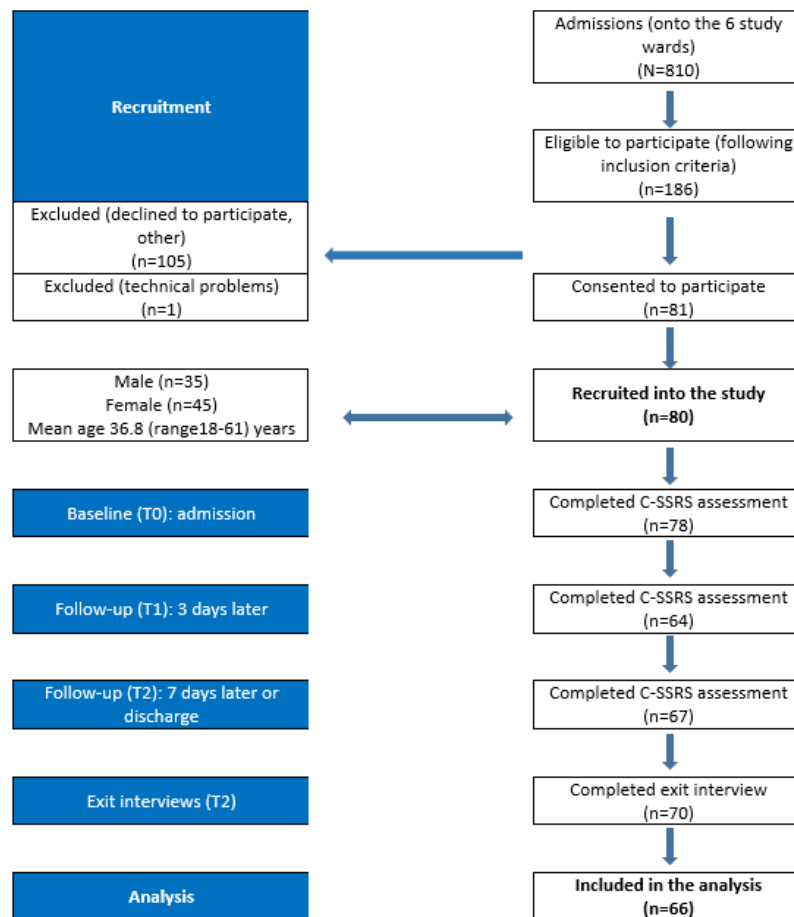 Admissions (onto the 6 study
wards)
(N=810)
Recruitment
Eligible to participate (following
inclusion criteria)
(n=186)
Excluded (declined to participate,
other)
(n=105)
Excluded (technical problems)
(n=1)
Consented to participate
(n=81)
Male (n=35)
Female (n=45)
Mean age 36.8 (range18-61) years
Recruited into the study
(n=80)
Baseline (T0): admission
Completed C-SSRS assessment
(n=78)
Follow-up (T1): 3 days later
Completed C-SSRS assessment
(n=64)
Follow-up (T2): 7 days later or
discharge
Completed C-SSRS assessment
(n=67)
Exit interviews (T2)
Completed exit interview
(n=70)
Analysis
Included in the analysis
(n=66)